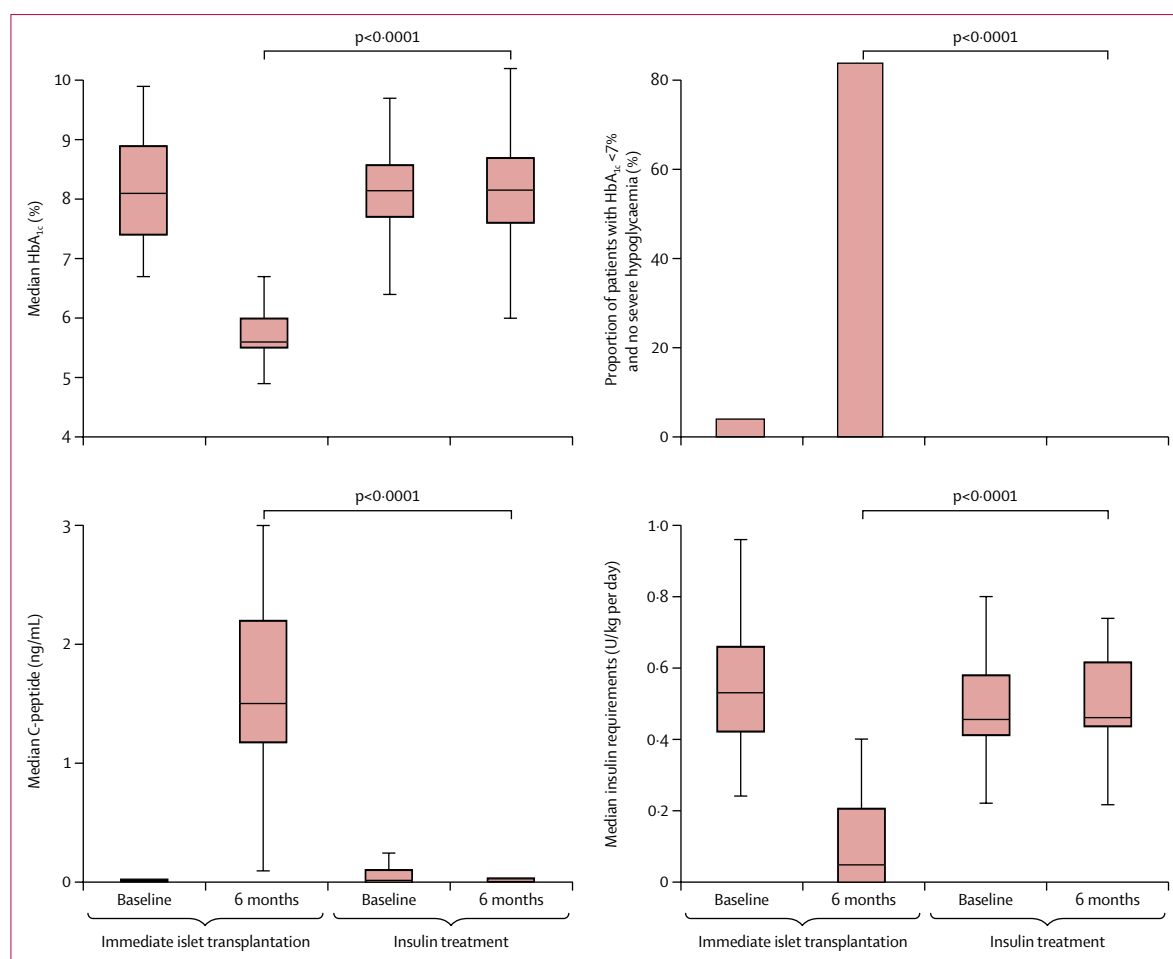 p<0·0001
Median HbA1c (%)
10
9
8
7
6
5
4
p<0·0001
Proportion of patients with HbA1c <7%
and no severe hypoglycaemia (%)
80
60
40
20
0
p<0·0001
Median C-peptide (ng/mL)
3
2
1
0
Baseline
6 months
Baseline
6 months
Immediate islet transplantation
Insulin treatment
p<0·0001
Median insulin requirements (U/kg per day)
1·0
0·8
0·6
0·4
0·2
0
Baseline
6 months
Baseline
6 months
Immediate islet transplantation
Insulin treatment